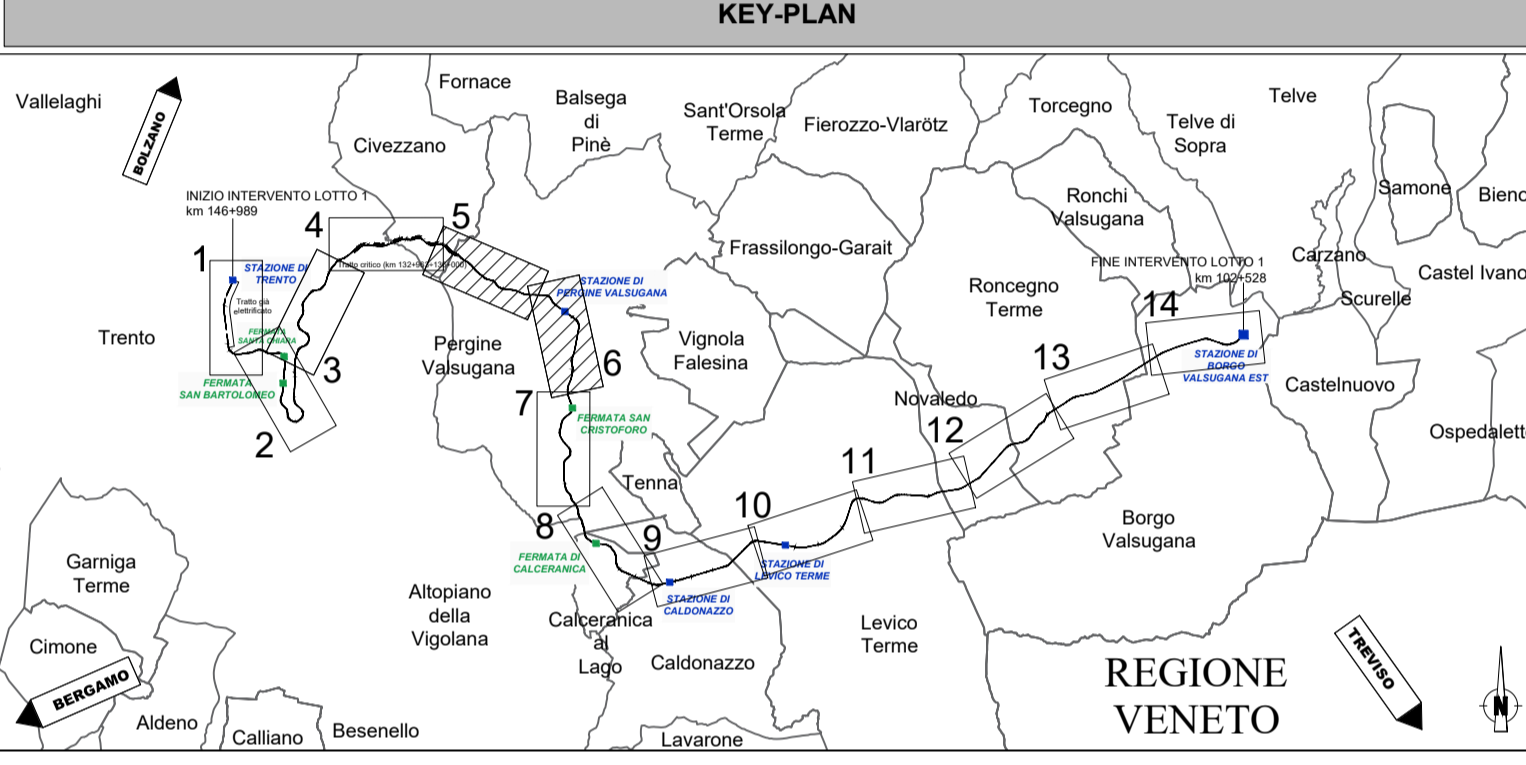 KEY-PLAN
Vallelaghi
BOLZANO
Fornace
Civezzano
Balsega
di
Pinè
Sant'Orsola
Terme
Fierozzo-Vlarötz
Torcegno
Telve di
Sopra
Telve
Samone
Bieno
INIZIO INTERVENTO LOTTO 1
km 146+989
1
STAZIONE DI
TRENTO
Tratto già
elettrificato
FERMATA
SANTA CHIARA
FERMATA
SAN BARTOLOMEO
Trento
2
3
4
5
STAZIONE DI
PERGINE VALSUGANA
6
Pergine
Valsugana
Vignola
Falesina
Frassilongo-Garait
Ronchi
Valsugana
Roncegno
Terme
FINE INTERVENTO LOTTO 1
km 102+528
Carzano
Scurelle
Castel Ivano
14
STAZIONE DI
BORGO
VALSUGANA EST
Castelnuovo
Ospedalett
13
Novaledo
12
11
7
FERMATA SAN
CRISTOFORO
Tenna
8
FERMATA DI
CALCERANICA
9
STAZIONE DI
CALDONAZZO
10
STAZIONE DI
LEVICO TERME
Borgo
Valsugana
Garniga
Terme
Cimone
BERGAMO
Aldeno
Calliano
Besenello
Altopiano
della
Vigolana
Calceranica
al
Lago
Caldonazzo
Lavarone
Levico
Terme
REGIONE
VENETO
TREVISO
N